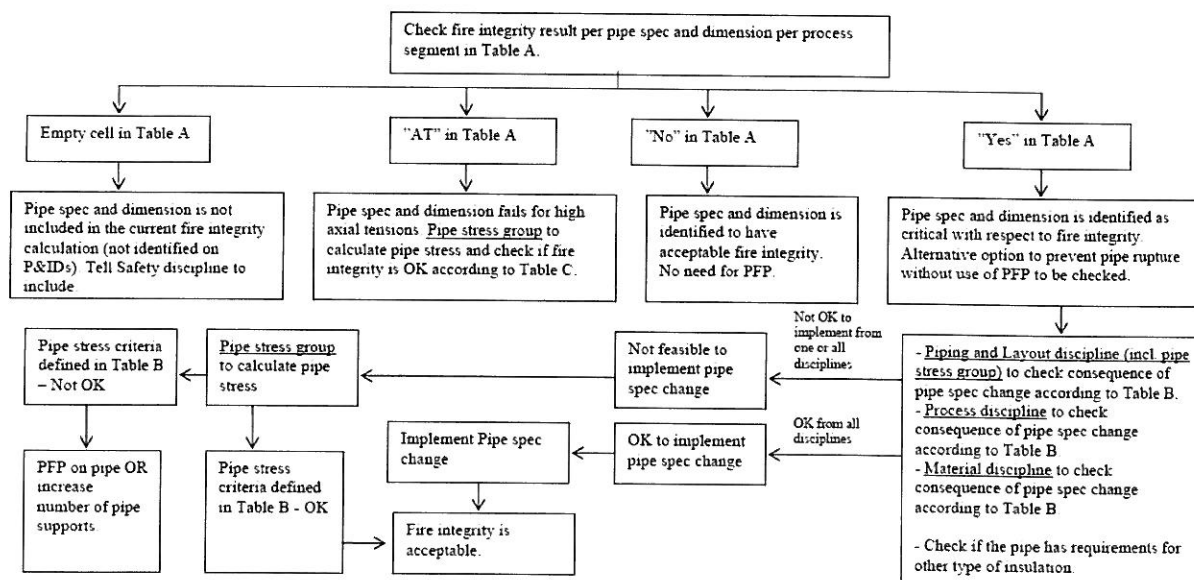 Check fire integrity result per pipe spec and dimension per process
segment in Table A.
Empty cell in Table A
"AT" in Table A
"No" in Table A
"Yes" in Table A
Pipe spec and dimension is not
included in the current fire integrity
calculation (not identified on
P&IDs). Tell Safety discipline to
include.
Pipe spec and dimension fails for high
axial tensions. Pipe stress group to
calculate pipe stress and check if fire
integrity is OK according to Table C.
Pipe spec and dimension is
identified to have
acceptable fire integrity.
No need for PFP.
Pipe spec and dimension is identified as
critical with respect to fire integrity.
Alternative option to prevent pipe rupture
without use of PFP to be checked.
Pipe stress criteria
defined in Table B
– Not OK
Pipe stress group
to calculate pipe
stress
Not feasible to
implement pipe
spec change
Not OK to
implement from
one or all
disciplines
- Piping and Layout discipline (incl. pipe
stress group) to check consequence of
pipe spec change according to Table B.
- Process discipline to check
consequence of pipe spec change
according to Table B
- Material discipline to check
consequence of pipe spec change
according to Table B
- Check if the pipe has requirements for
other type of insulation.
OK from all
disciplines
OK to implement
pipe spec change
Implement Pipe spec
change
PFP on pipe OR
increase
number of pipe
supports.
Pipe stress
criteria defined
in Table B - OK
Fire integrity is
acceptable.